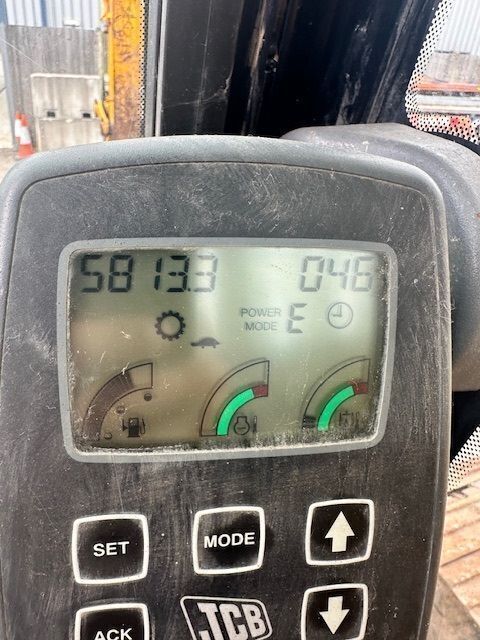 5813.3 046
POWER
MODE E
SET
MODE
ACK
JCB